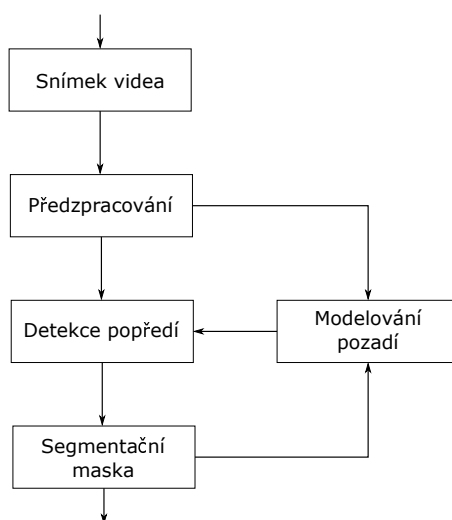 Snímek videa
Předzpracování
Detekce popředí
Modelování
pozadí
Segmentační
maska